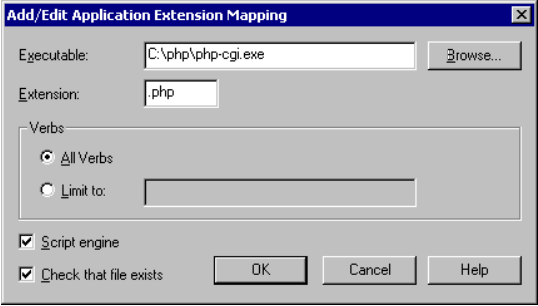 Add/Edit Application Extension Mapping
Executable: C:\php\php-cgi.exe Browse...
Extension: .php
Verbs
All Verbs
Limit to:
Script engine
Check that file exists OK Cancel Help